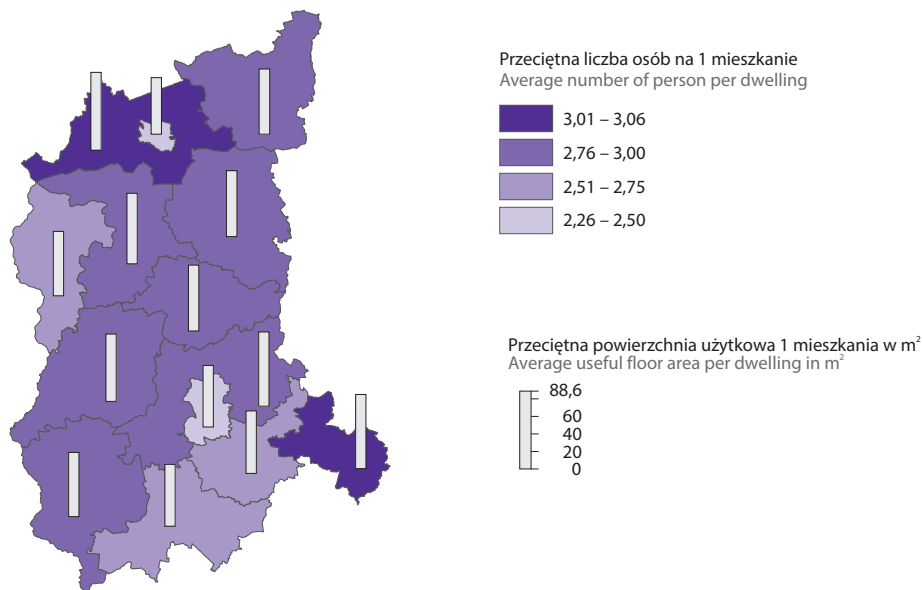 Przeciętna liczba osób na 1 mieszkanie
Average number of person per dwelling
3,01 – 3,06
2,76 – 3,00
2,51 – 2,75
2,26 – 2,50
Przeciętna powierzchnia użytkowa 1 mieszkania w m²
Average useful floor area per dwelling in m²
88,6
60
40
20
0